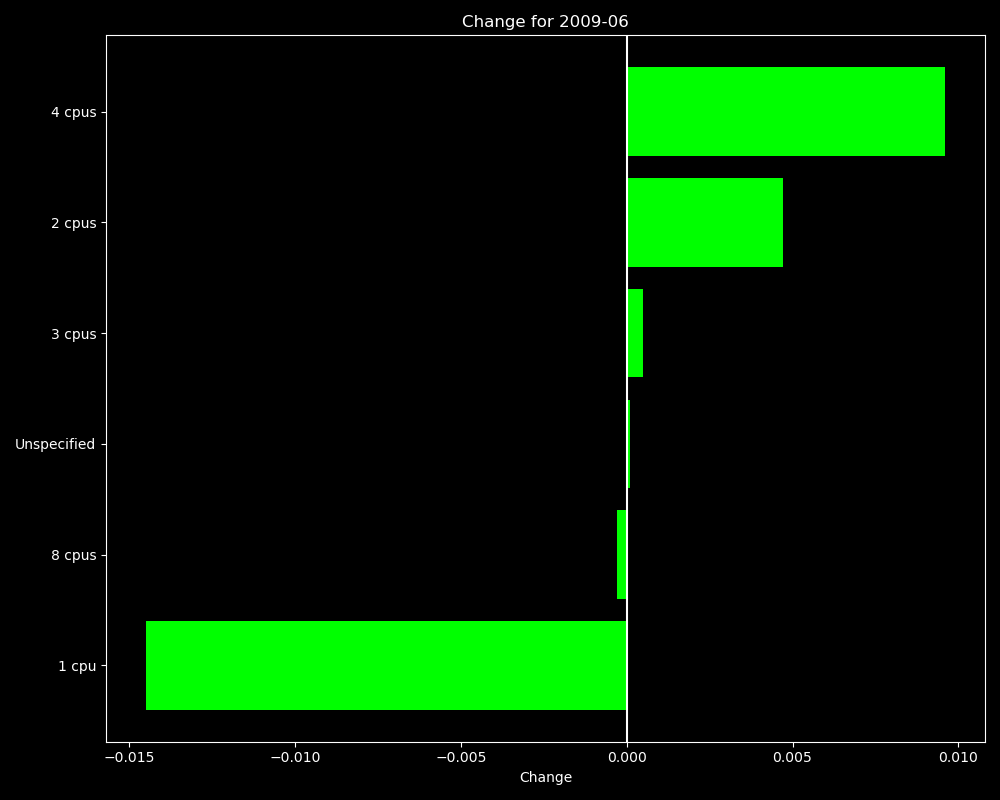 Change for 2009-06
4 cpus
2 cpus
3 cpus
Unspecified
8 cpus
1 cpu
−0.015 −0.010 −0.005 0.000 0.005 0.010
Change